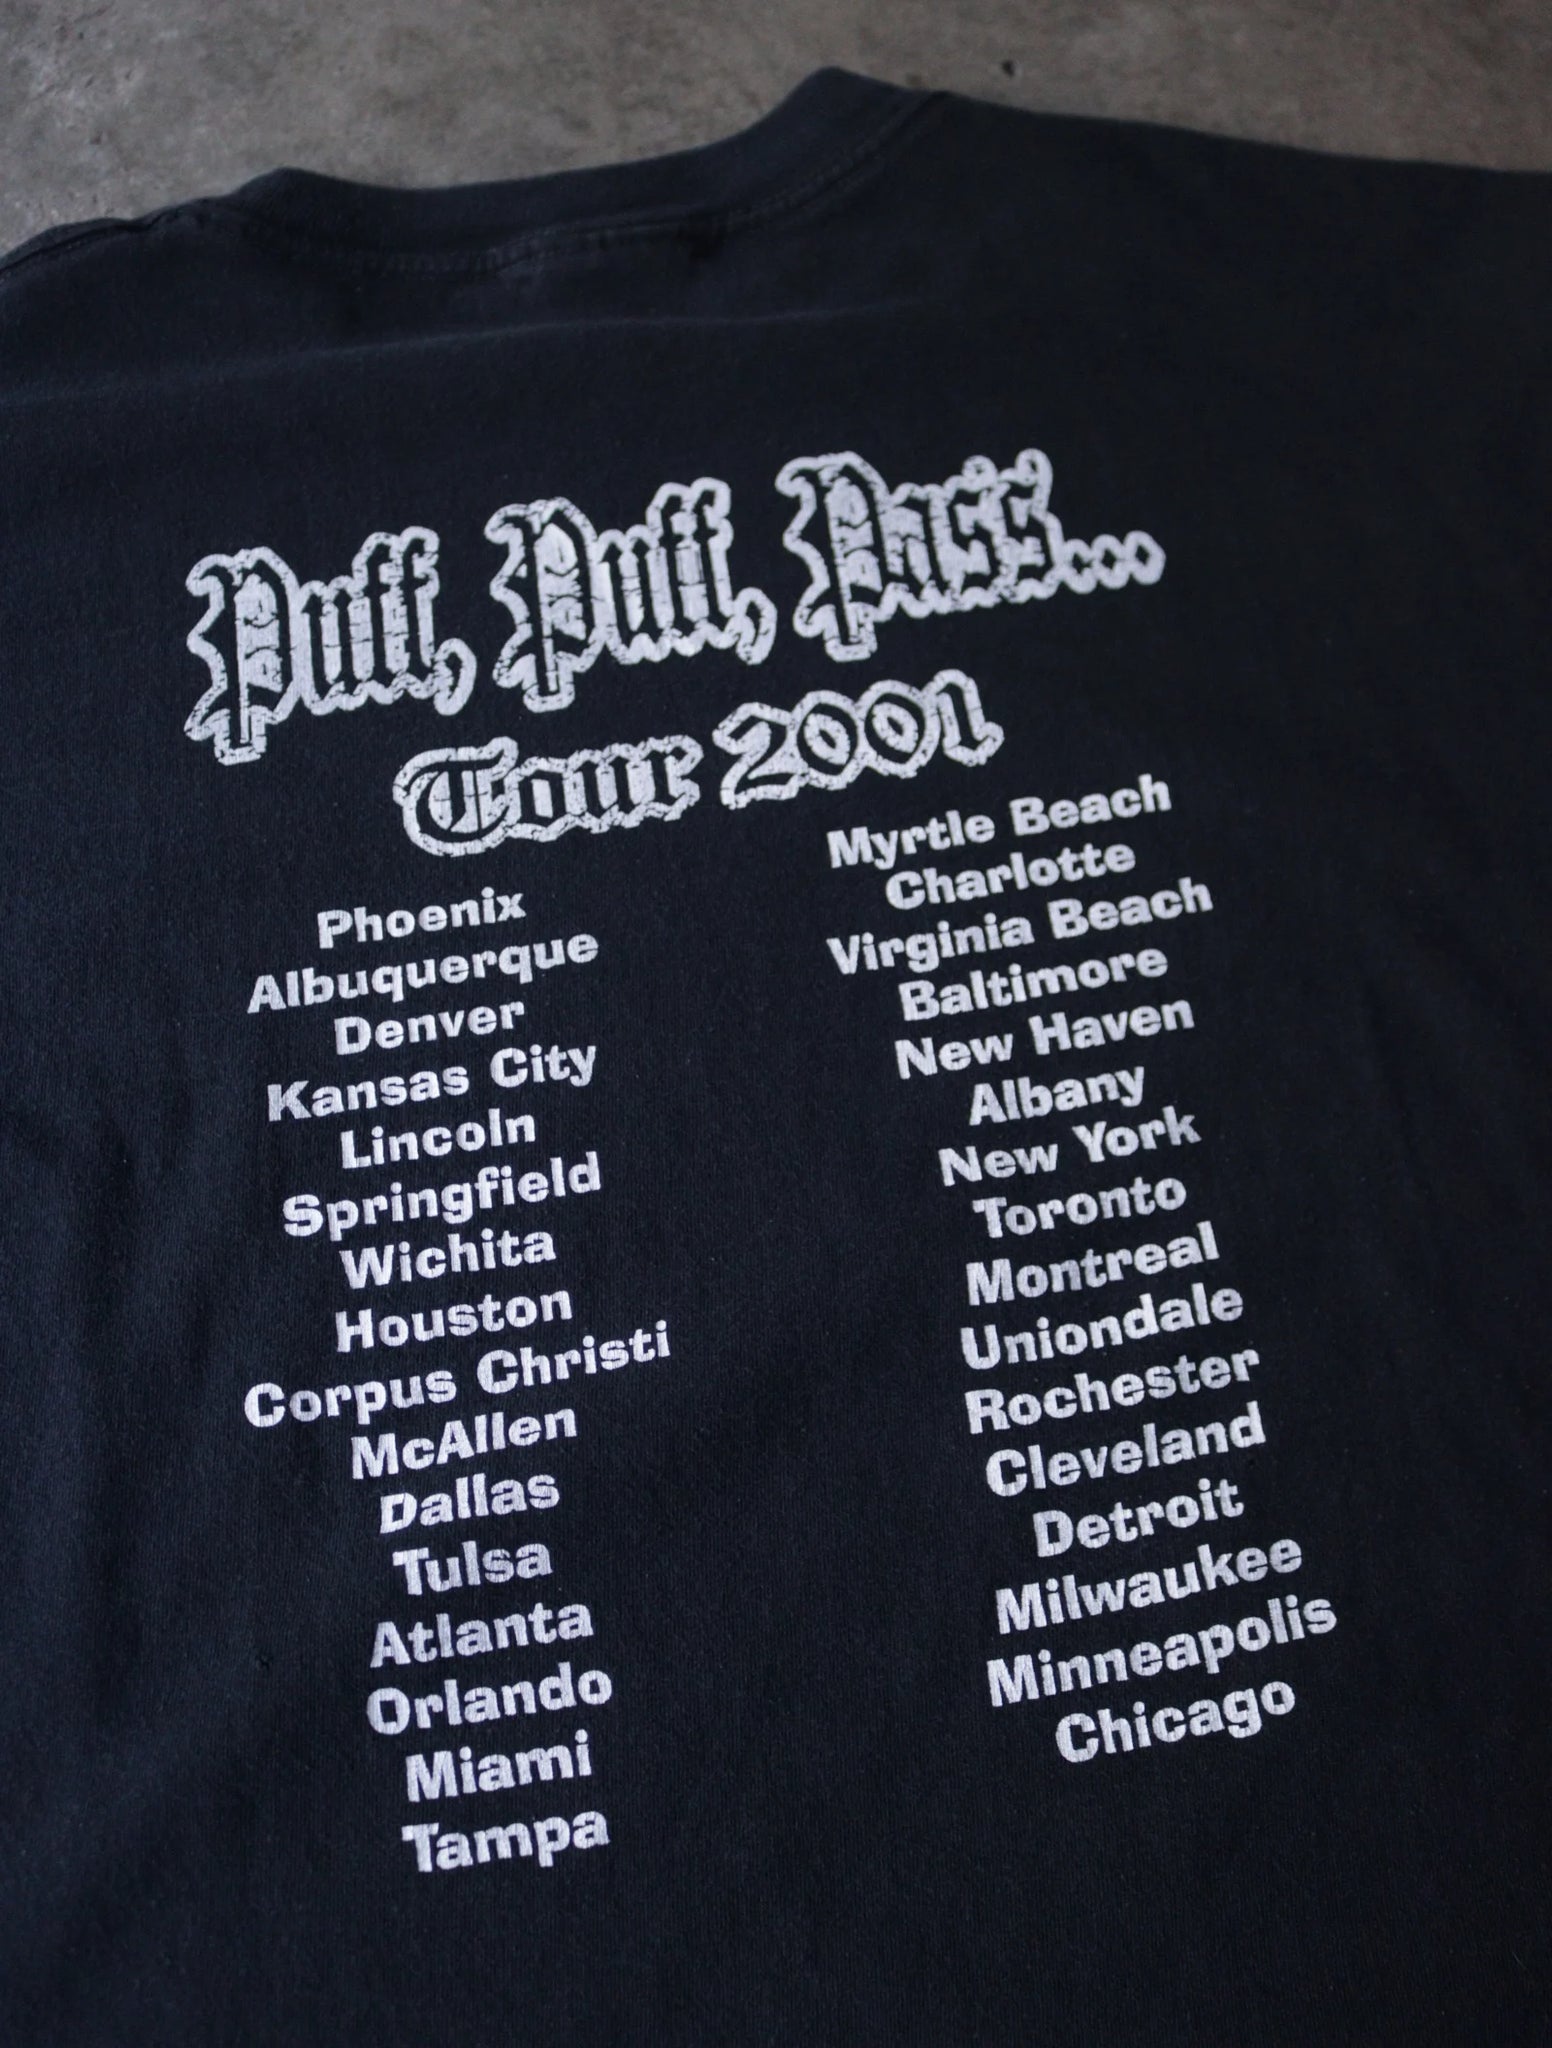 Puff, Puff, Pass...
Tour 2001
Phoenix
Albuquerque
Denver
Kansas City
Lincoln
Springfield
Wichita
Houston
Corpus Christi
McAllen
Dallas
Tulsa
Atlanta
Orlando
Miami
Tampa
Myrtle Beach
Charlotte
Virginia Beach
Baltimore
New Haven
Albany
New York
Toronto
Montreal
Uniondale
Rochester
Cleveland
Detroit
Milwaukee
Minneapolis
Chicago